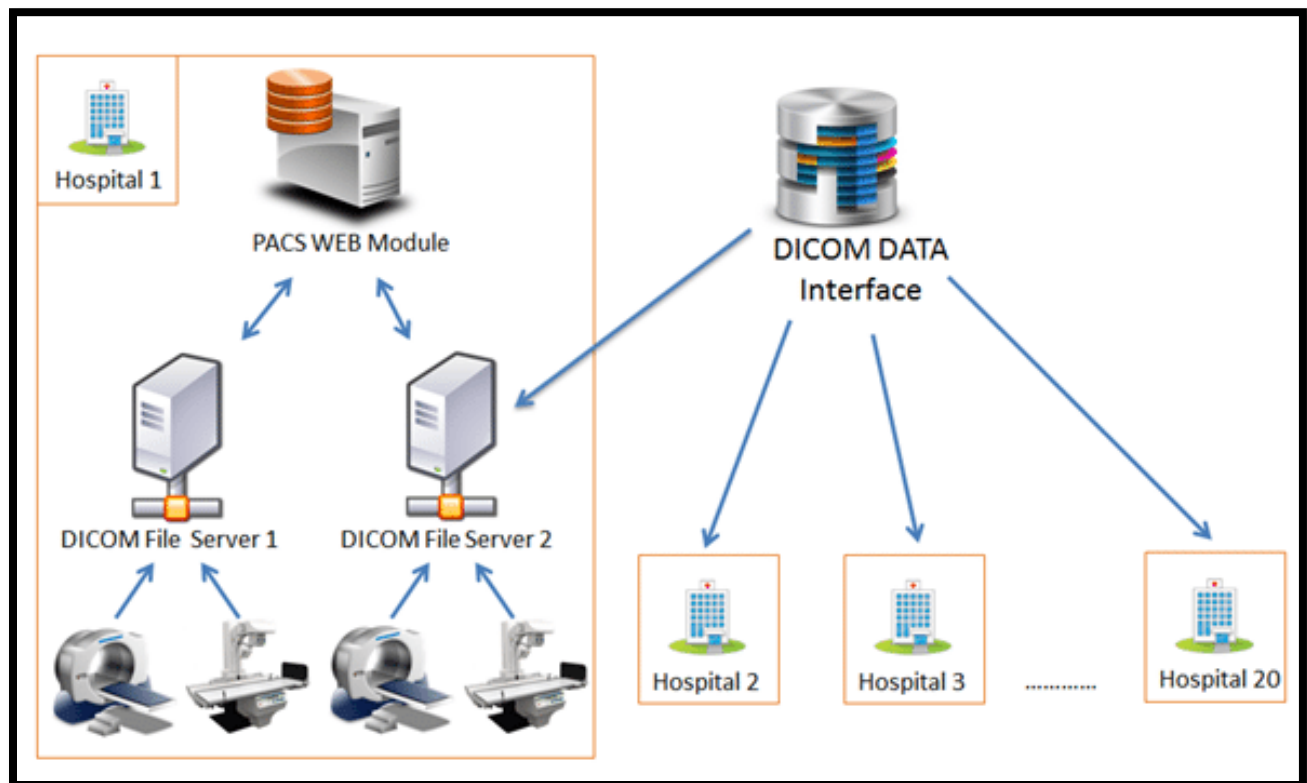 Hospital 1
PACS WEB Module
DICOM DATA
Interface
DICOM File Server 1
DICOM File Server 2
Hospital 2
Hospital 3
............
Hospital 20